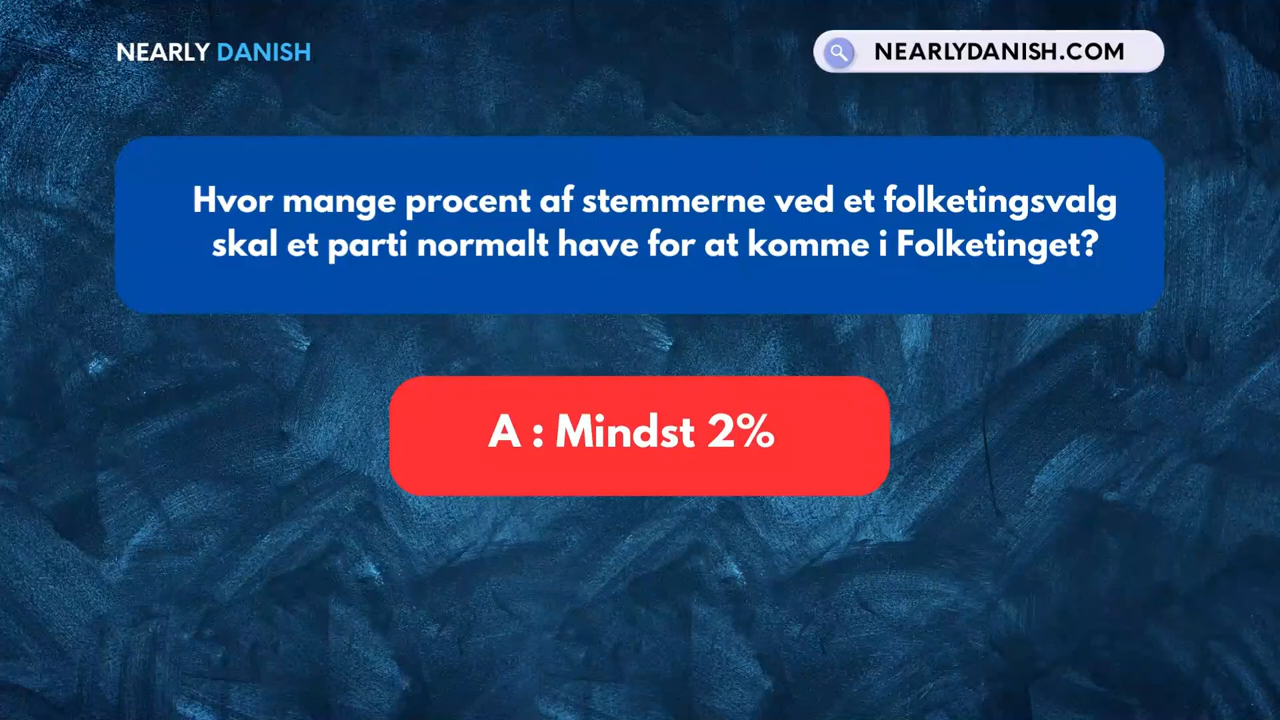 NEARLY DANISH
NEARLYDANISH.COM
Hvor mange procent af stemmerne ved et folketingsvalg
skal et parti normalt have for at komme i Folketinget?
A : Mindst 2%